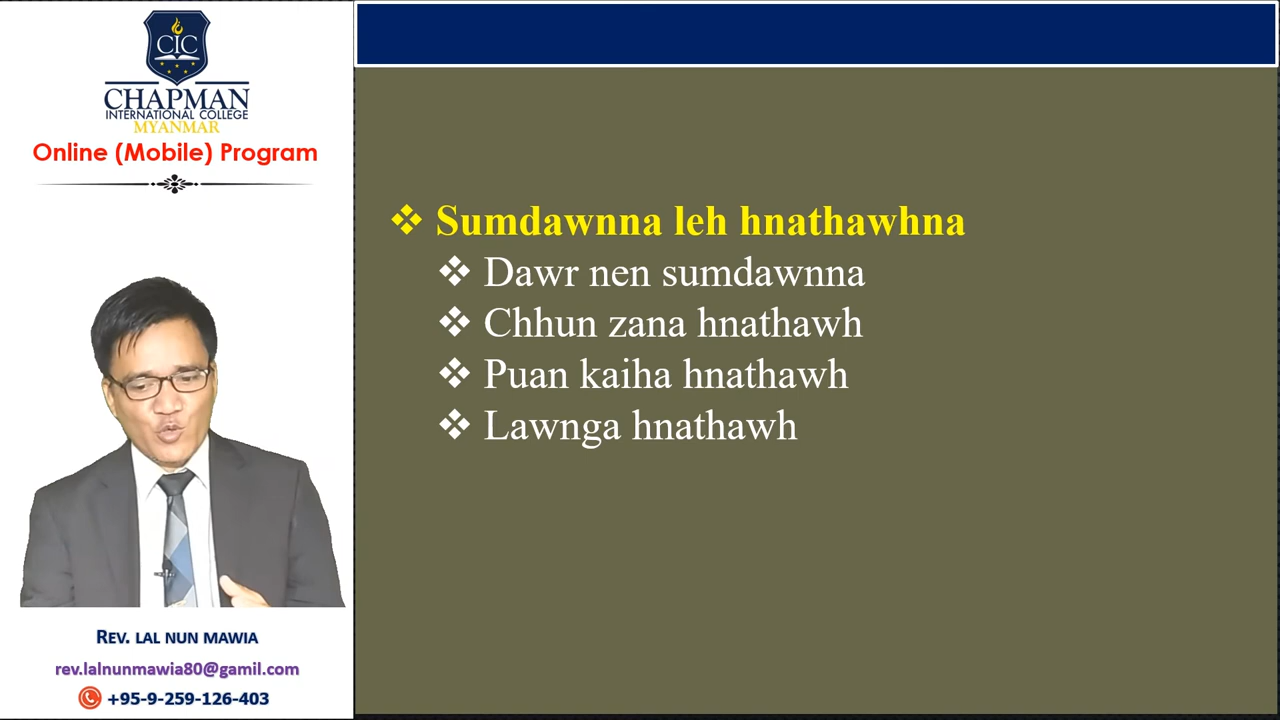 CIC
CHAPMAN
INTERNATIONAL COLLEGE
MYANMAR
Online (Mobile) Program
REV. LAL NUN MAWIA
rev.lalnunmawia80@gamil.com
+95-9-259-126-403
❖ Sumdawnna leh hnathawhna
❖ Dawr nen sumdawnna
❖ Chhun zana hnathawh
❖ Puan kaiha hnathawh
❖ Lawnga hnathawh